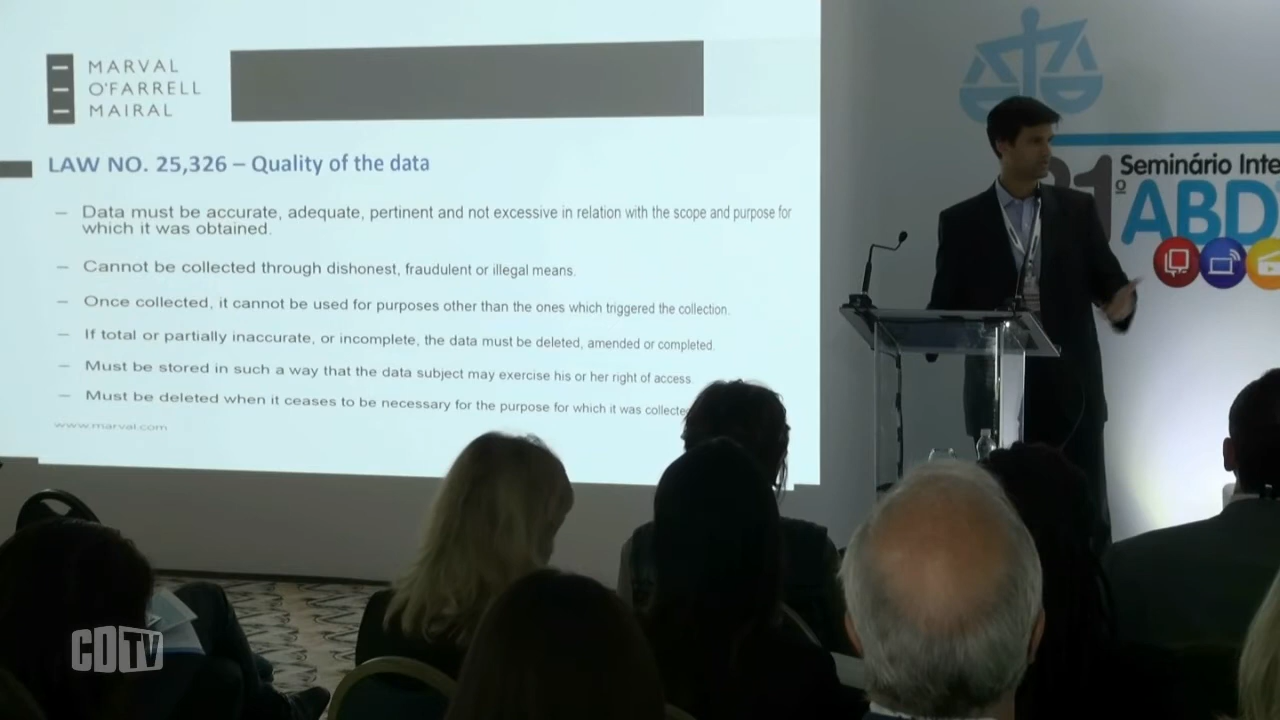 MARVAL
O'FARRELL
MAIRAL
LAW NO. 25,326 – Quality of the data
– Data must be accurate, adequate, pertinent and not excessive in relation with the scope and purpose for
which it was obtained.
– Cannot be collected through dishonest, fraudulent or illegal means.
– Once collected, it cannot be used for purposes other than the ones which triggered the collection.
– If total or partially inaccurate, or incomplete, the data must be deleted, amended or completed.
– Must be stored in such a way that the data subject may exercise his or her right of access
– Must be deleted when it ceases to be necessary for the purpose for which it was collecte
www.marval.com
Seminário Inte
1º
ABD
CDTV